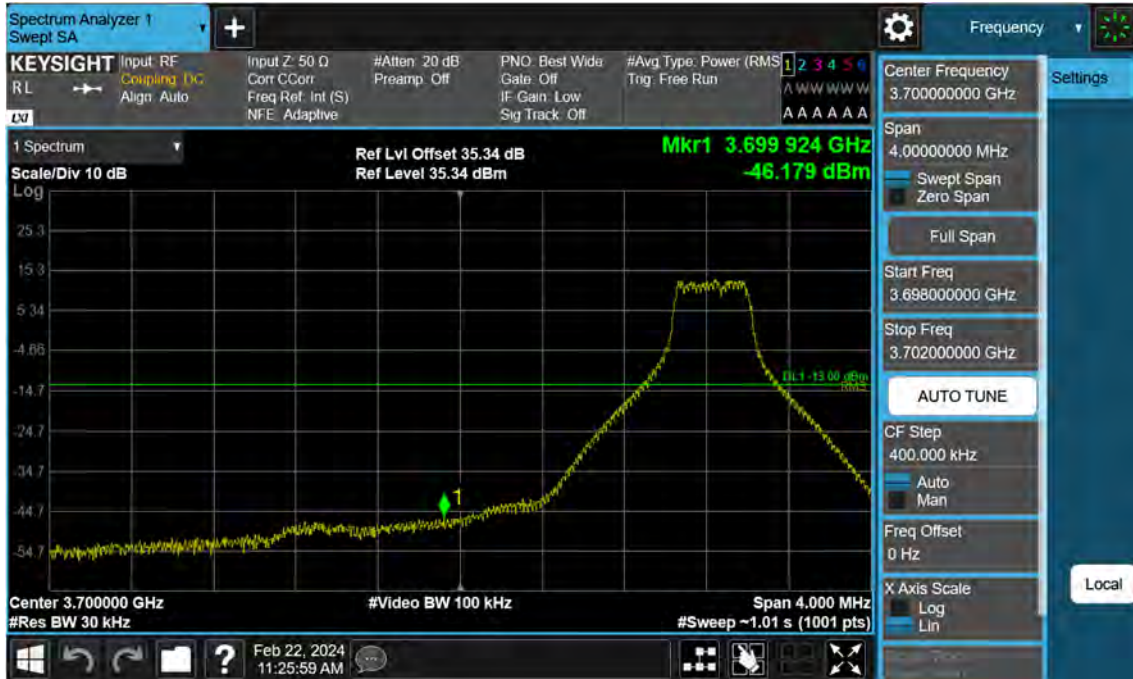 Spectrum Analyzer 1
Swept SA
+
Frequency
KEYSIGHT
RL
LXI
Input: RF
Coupling: DC
Align: Auto
Input Z: 50 Ω
Corr CCorr
Freq Ref: Int (S)
NFE: Adaptive
#Atten: 20 dB
Preamp: Off
PNO: Best Wide
Gate: Off
IF Gain: Low
Sig Track: Off
#Avg Type: Power (RMS
Trig: Free Run
1 2 3 4 5 6
A W W W W W
A A A A A A
1 Spectrum
Scale/Div 10 dB
Ref Lvl Offset 35.34 dB
Ref Level 35.34 dBm
Mkr1 3.699 924 GHz
-46.179 dBm
Log
25.3
15.3
5.34
-4.66
-14.7
-24.7
-34.7
-44.7
-54.7
DL1 -13.00 dBm
RMS
1
Center 3.700000 GHz
#Res BW 30 kHz
#Video BW 100 kHz
Span 4.000 MHz
#Sweep ~1.01 s (1001 pts)
Center Frequency
3.700000000 GHz
Span
4.00000000 MHz
Swept Span
Zero Span
Full Span
Start Freq
3.698000000 GHz
Stop Freq
3.702000000 GHz
AUTO TUNE
CF Step
400.000 kHz
Auto
Man
Freq Offset
0 Hz
X Axis Scale
Log
Lin
Settings
Local
?
Feb 22, 2024
11:25:59 AM